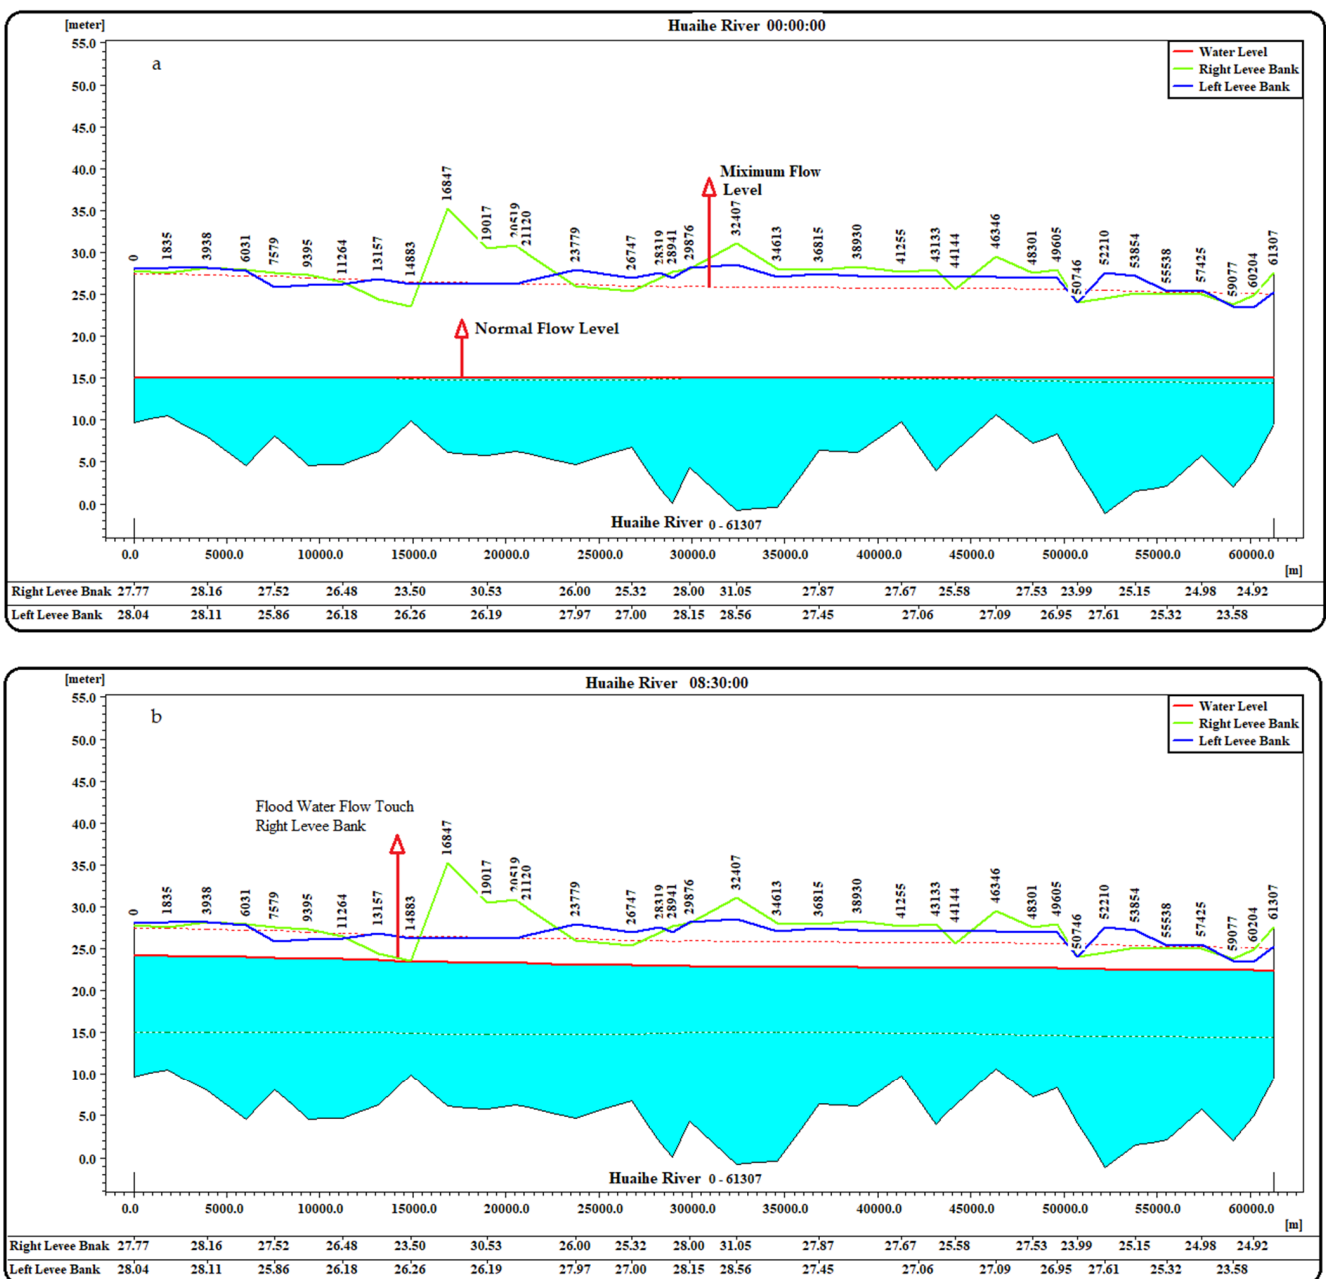 Huaihe River 00:00:00
[meter]
a
Water Level
Right Levee Bank
Left Levee Bank
55.0
50.0
45.0
40.0
35.0
30.0
25.0
20.0
15.0
10.0
5.0
0.0
Miximum Flow
Level
Normal Flow Level
0 1835 3938 6031 7579 9395 11264 13157 14883 16847 19017 20519 21120 23779 26747 28319 28941 29876 32407 34613 36815 38930 41255 43133 44144 46346 48301 49605 50746 52210 53854 55538 57425 59077 60204 61307
Huaihe River 0 - 61307
0.0 5000.0 10000.0 15000.0 20000.0 25000.0 30000.0 35000.0 40000.0 45000.0 50000.0 55000.0 60000.0
[m]
Right Levee Bnak 27.77 28.16 27.52 26.48 23.50 30.53 26.00 25.32 28.00 31.05 27.87 27.67 25.58 27.53 23.99 25.15 24.98 24.92
Left Levee Bank 28.04 28.11 25.86 26.18 26.26 26.19 27.97 27.00 28.15 28.56 27.45 27.06 27.09 26.95 27.61 25.32 23.58
Huaihe River 08:30:00
[meter]
b
Water Level
Right Levee Bank
Left Levee Bank
55.0
50.0
45.0
40.0
35.0
30.0
25.0
20.0
15.0
10.0
5.0
0.0
Flood Water Flow Touch
Right Levee Bank
0 1835 3938 6031 7579 9395 11264 13157 14883 16847 19017 20519 21120 23779 26747 28319 28941 29876 32407 34613 36815 38930 41255 43133 44144 46346 48301 49605 50746 52210 53854 55538 57425 59077 60204 61307
Huaihe River 0 - 61307
0.0 5000.0 10000.0 15000.0 20000.0 25000.0 30000.0 35000.0 40000.0 45000.0 50000.0 55000.0 60000.0
[m]
Right Levee Bnak 27.77 28.16 27.52 26.48 23.50 30.53 26.00 25.32 28.00 31.05 27.87 27.67 25.58 27.53 23.99 25.15 24.98 24.92
Left Levee Bank 28.04 28.11 25.86 26.18 26.26 26.19 27.97 27.00 28.15 28.56 27.45 27.06 27.09 26.95 27.61 25.32 23.58